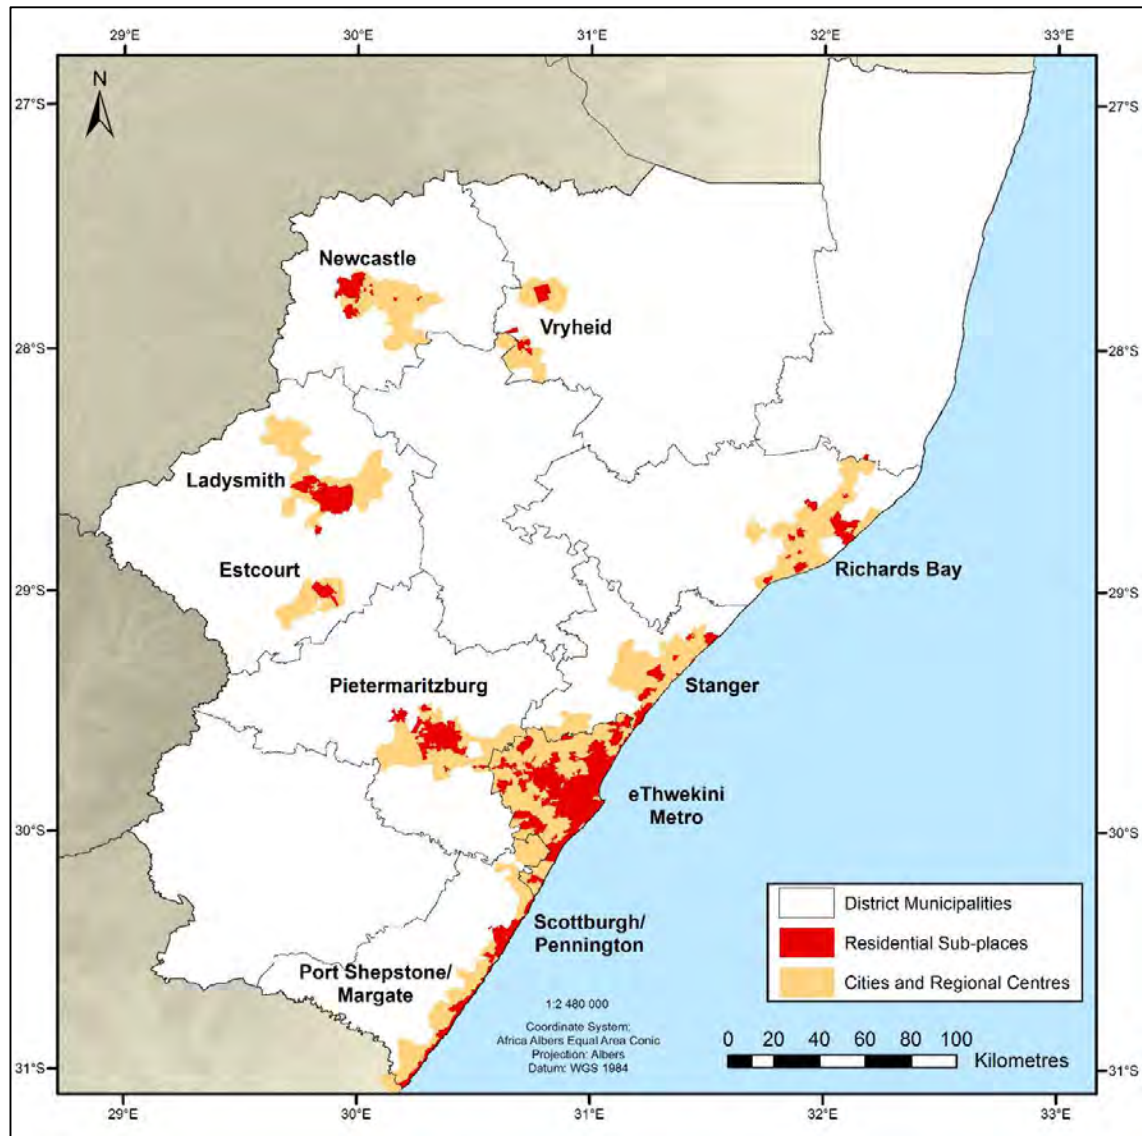 29°E 30°E 31°E 32°E 33°E
N
27°S 27°S
Newcastle
Vryheid
28°S 28°S
Ladysmith
Estcourt
Richards Bay
29°S 29°S
Pietermaritzburg
Stanger
eThwekini
Metro
30°S 30°S
District Municipalities
Residential Sub-places
Cities and Regional Centres
Scottburgh/
Pennington
Port Shepstone/
Margate
1:2 480 000
Coordinate System:
Africa Albers Equal Area Conic
Projection: Albers
Datum: WGS 1984
0 20 40 60 80 100
Kilometres
31°S 31°S
29°E 30°E 31°E 32°E 33°E